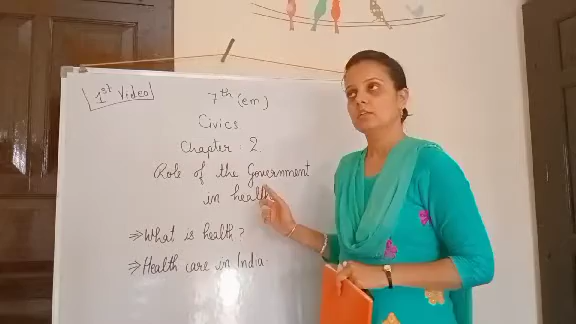 1st Video
7th (em)
Civics
Chapter : 2
Role of the Government
in health
⇒ What is health ?
⇒ Health care in India.